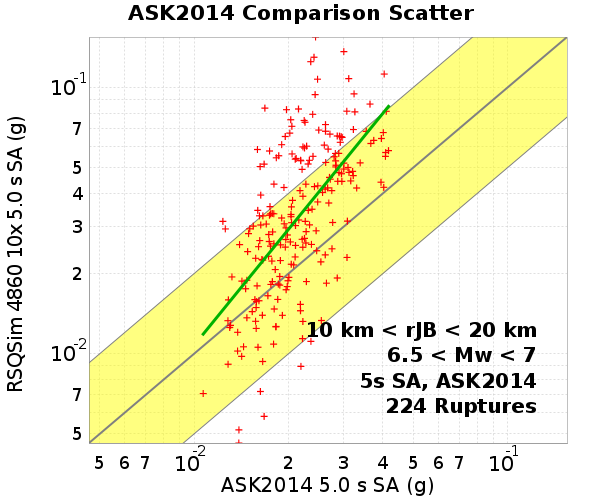 ASK2014 Comparison Scatter
RSQSim 4860 10x 5.0 s SA (g)
10⁻¹
7
5
4
3
2
10⁻²
7
5
10 km < rJB < 20 km
6.5 < Mw < 7
5s SA, ASK2014
224 Ruptures
5 6 7 10⁻² 2 3 4 5 6 7 10⁻¹
ASK2014 5.0 s SA (g)